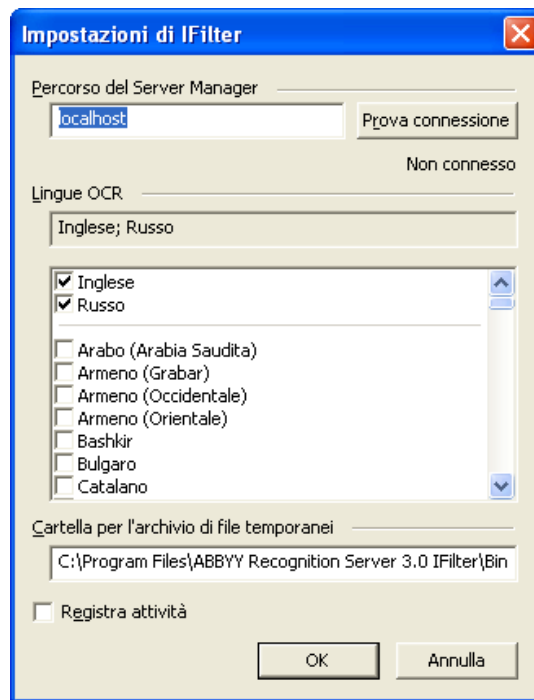 Impostazioni di IFilter
Percorso del Server Manager
localhost
Prova connessione
Non connesso
Lingue OCR
Inglese; Russo
Inglese
Russo
Arabo (Arabia Saudita)
Armeno (Grabar)
Armeno (Occidentale)
Armeno (Orientale)
Bashkir
Bulgaro
Catalano
Cartella per l'archivio di file temporanei
C:\Program Files\ABBYY Recognition Server 3.0 IFilter\Bin
Registra attività
OK
Annulla